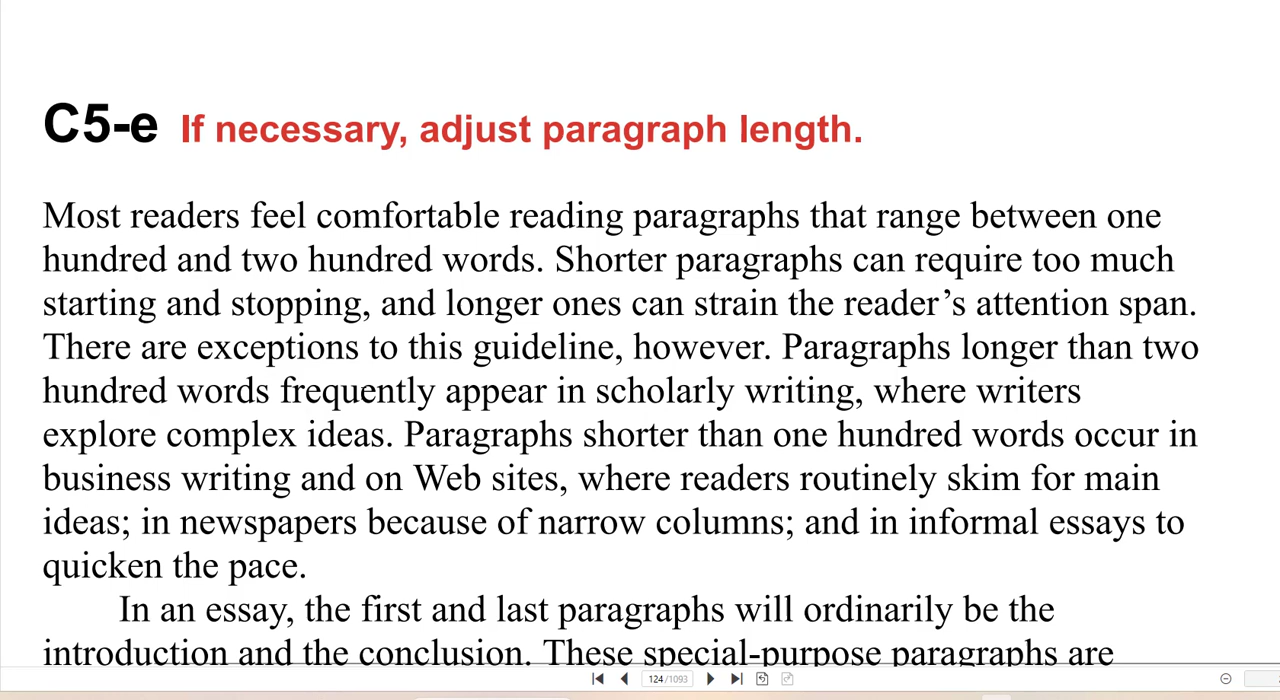 C5-e If necessary, adjust paragraph length.
Most readers feel comfortable reading paragraphs that range between one
hundred and two hundred words. Shorter paragraphs can require too much
starting and stopping, and longer ones can strain the reader’s attention span.
There are exceptions to this guideline, however. Paragraphs longer than two
hundred words frequently appear in scholarly writing, where writers
explore complex ideas. Paragraphs shorter than one hundred words occur in
business writing and on Web sites, where readers routinely skim for main
ideas; in newspapers because of narrow columns; and in informal essays to
quicken the pace.
In an essay, the first and last paragraphs will ordinarily be the
introduction and the conclusion. These special-purpose paragraphs are
124 /1093